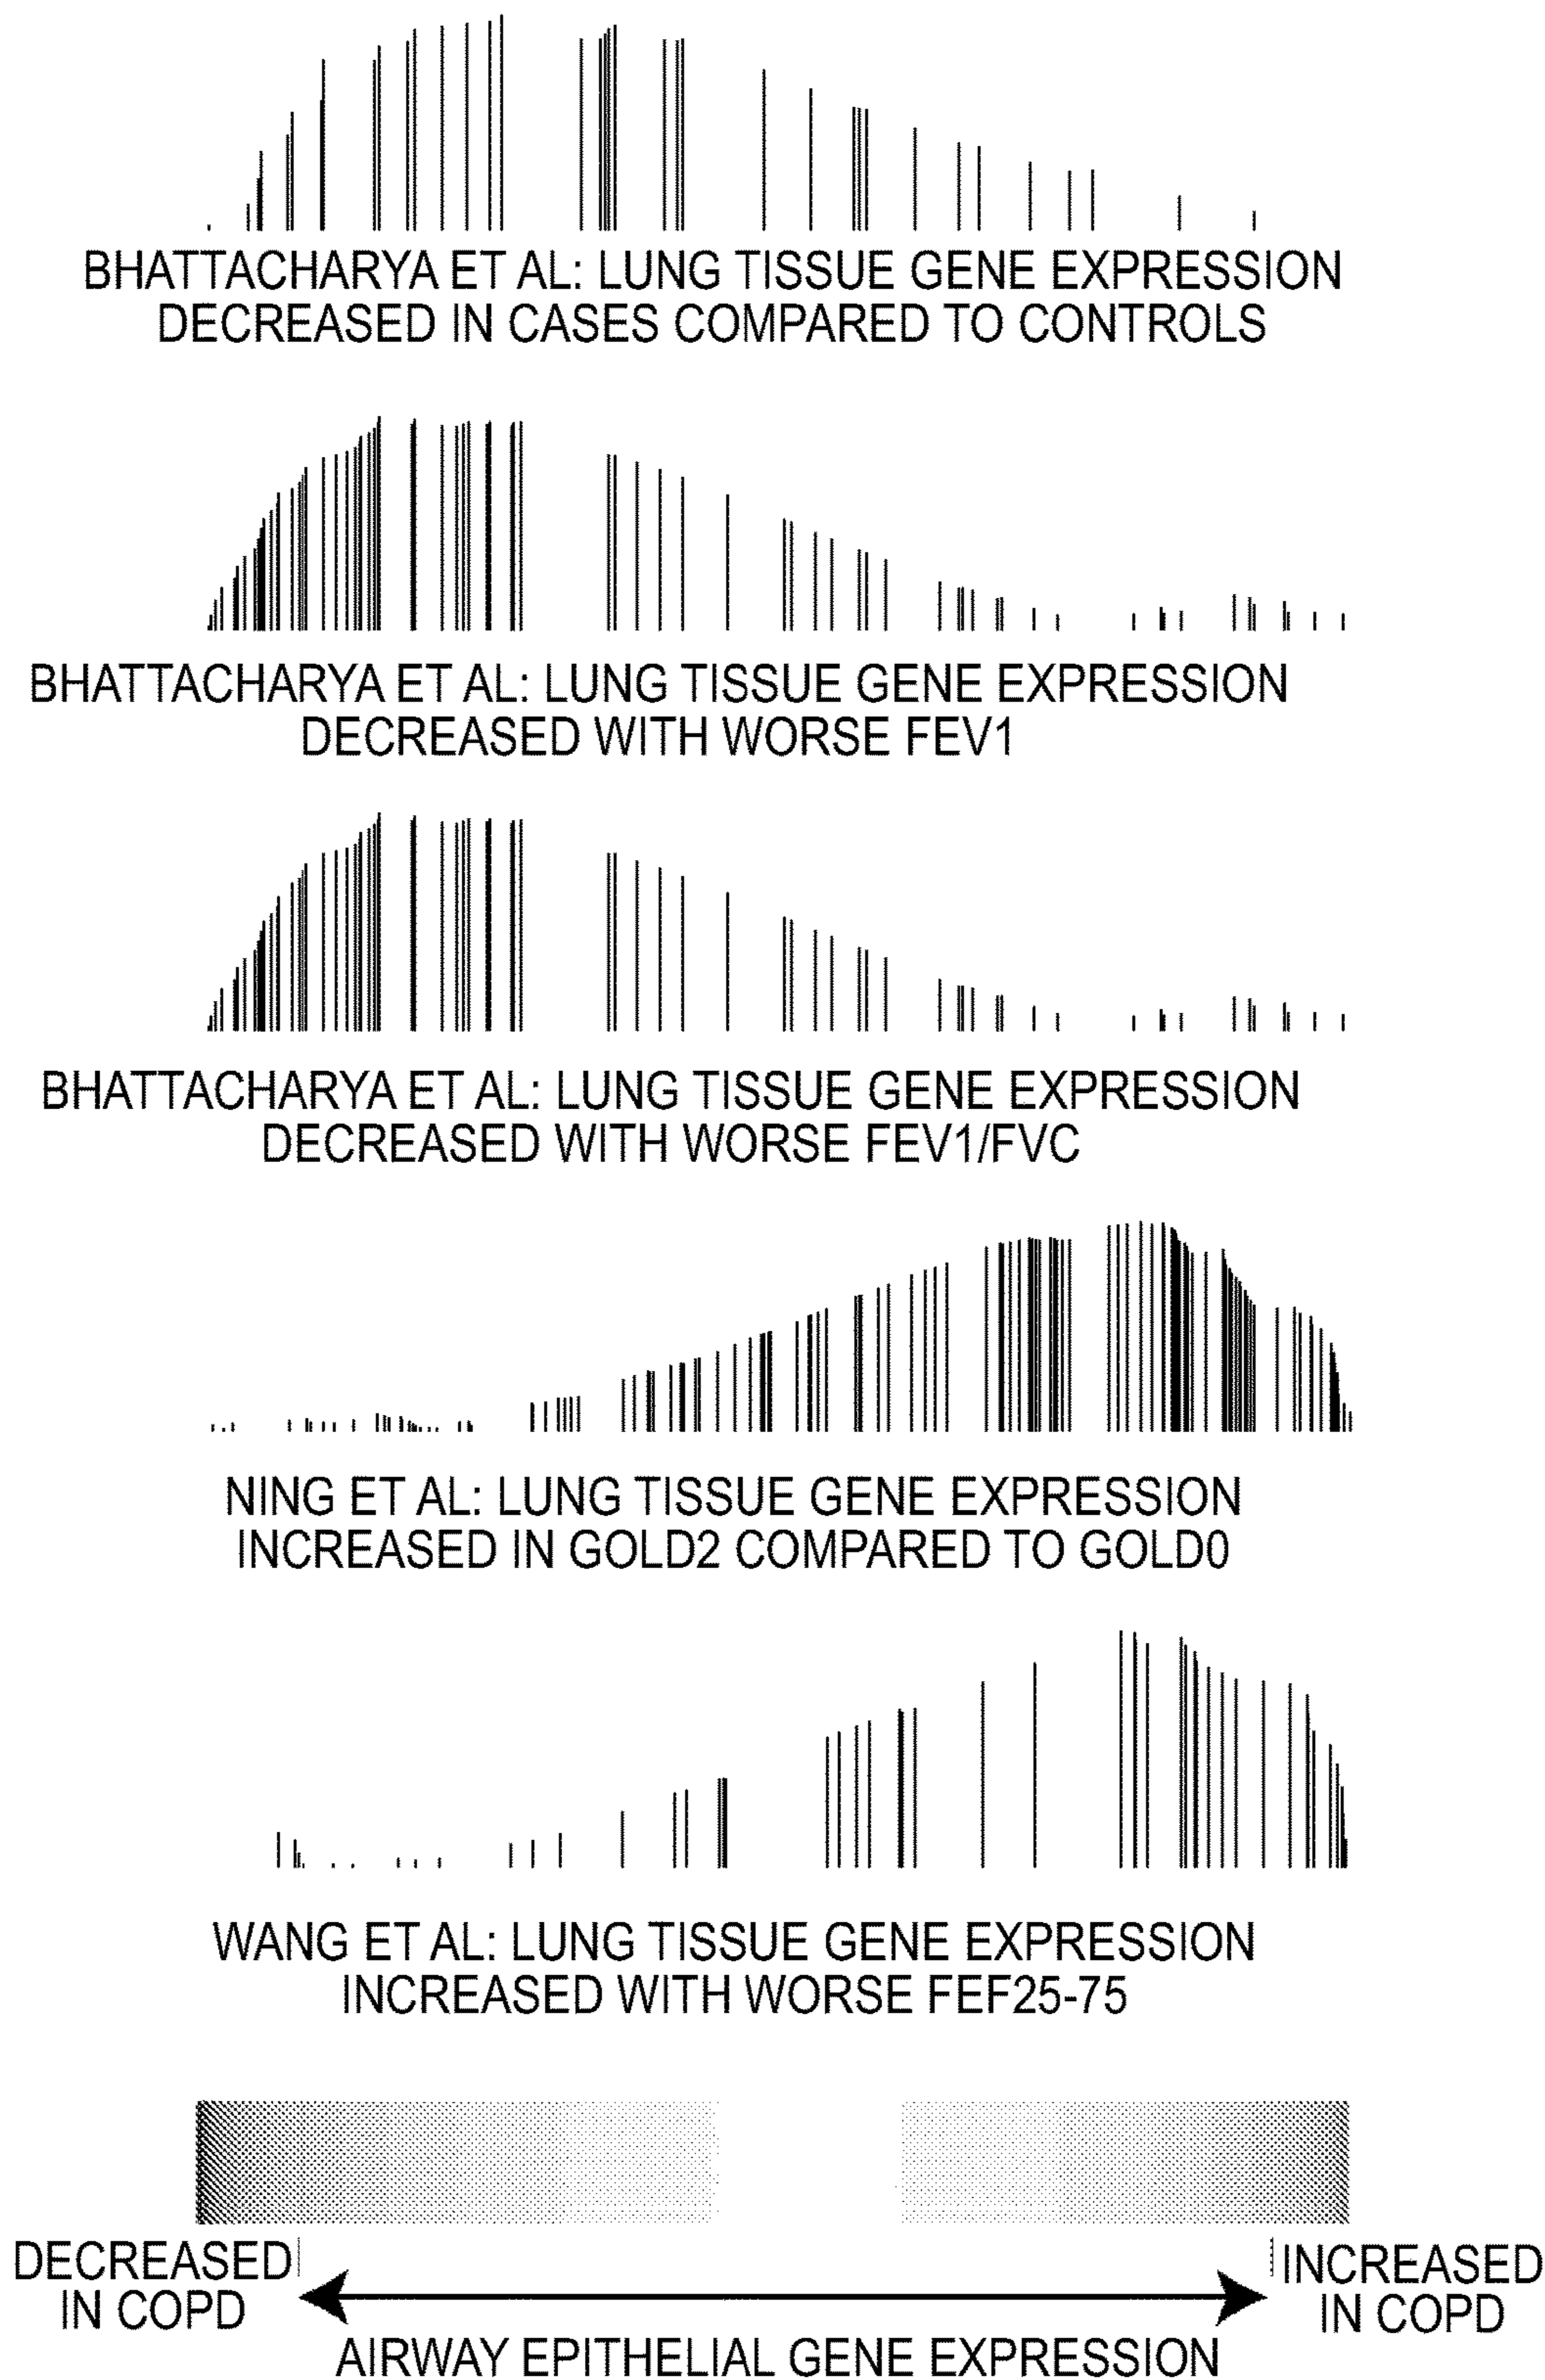 BHATTACHARYA ET AL: LUNG TISSUE GENE EXPRESSION
DECREASED IN CASES COMPARED TO CONTROLS
BHATTACHARYA ET AL: LUNG TISSUE GENE EXPRESSION
DECREASED WITH WORSE FEV1
BHATTACHARYA ET AL: LUNG TISSUE GENE EXPRESSION
DECREASED WITH WORSE FEV1/FVC
NING ET AL: LUNG TISSUE GENE EXPRESSION
INCREASED IN GOLD2 COMPARED TO GOLD0
WANG ET AL: LUNG TISSUE GENE EXPRESSION
INCREASED WITH WORSE FEF25-75
DECREASED
IN COPD
INCREASED
IN COPD
AIRWAY EPITHELIAL GENE EXPRESSION